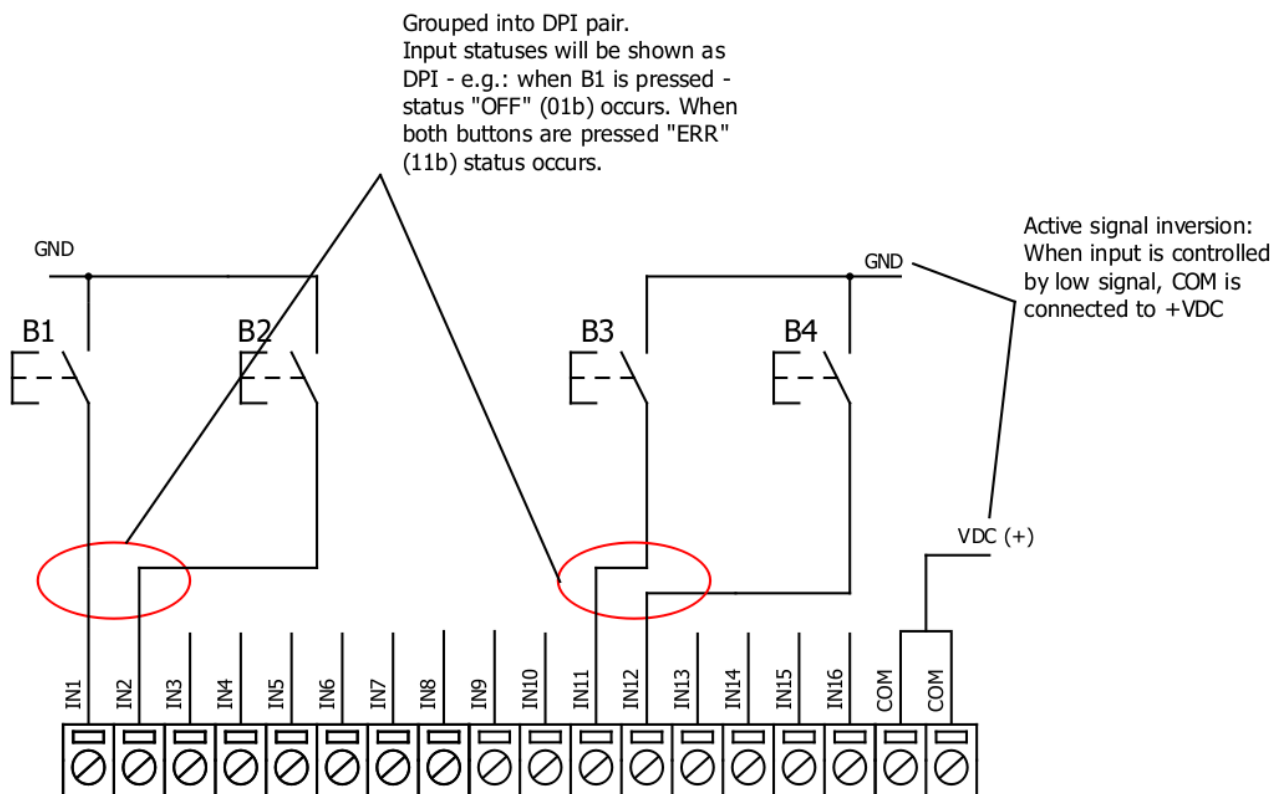 Grouped into DPI pair.
Input statuses will be shown as
DPI - e.g.: when B1 is pressed -
status "OFF" (01b) occurs. When
both buttons are pressed "ERR"
(11b) status occurs.
Active signal inversion:
When input is controlled
by low signal, COM is
connected to +VDC
GND
GND
B1
B2
B3
B4
VDC (+)
IN1
IN2
IN3
IN4
IN5
IN6
IN7
IN8
IN9
IN10
IN11
IN12
IN13
IN14
IN15
IN16
COM
COM